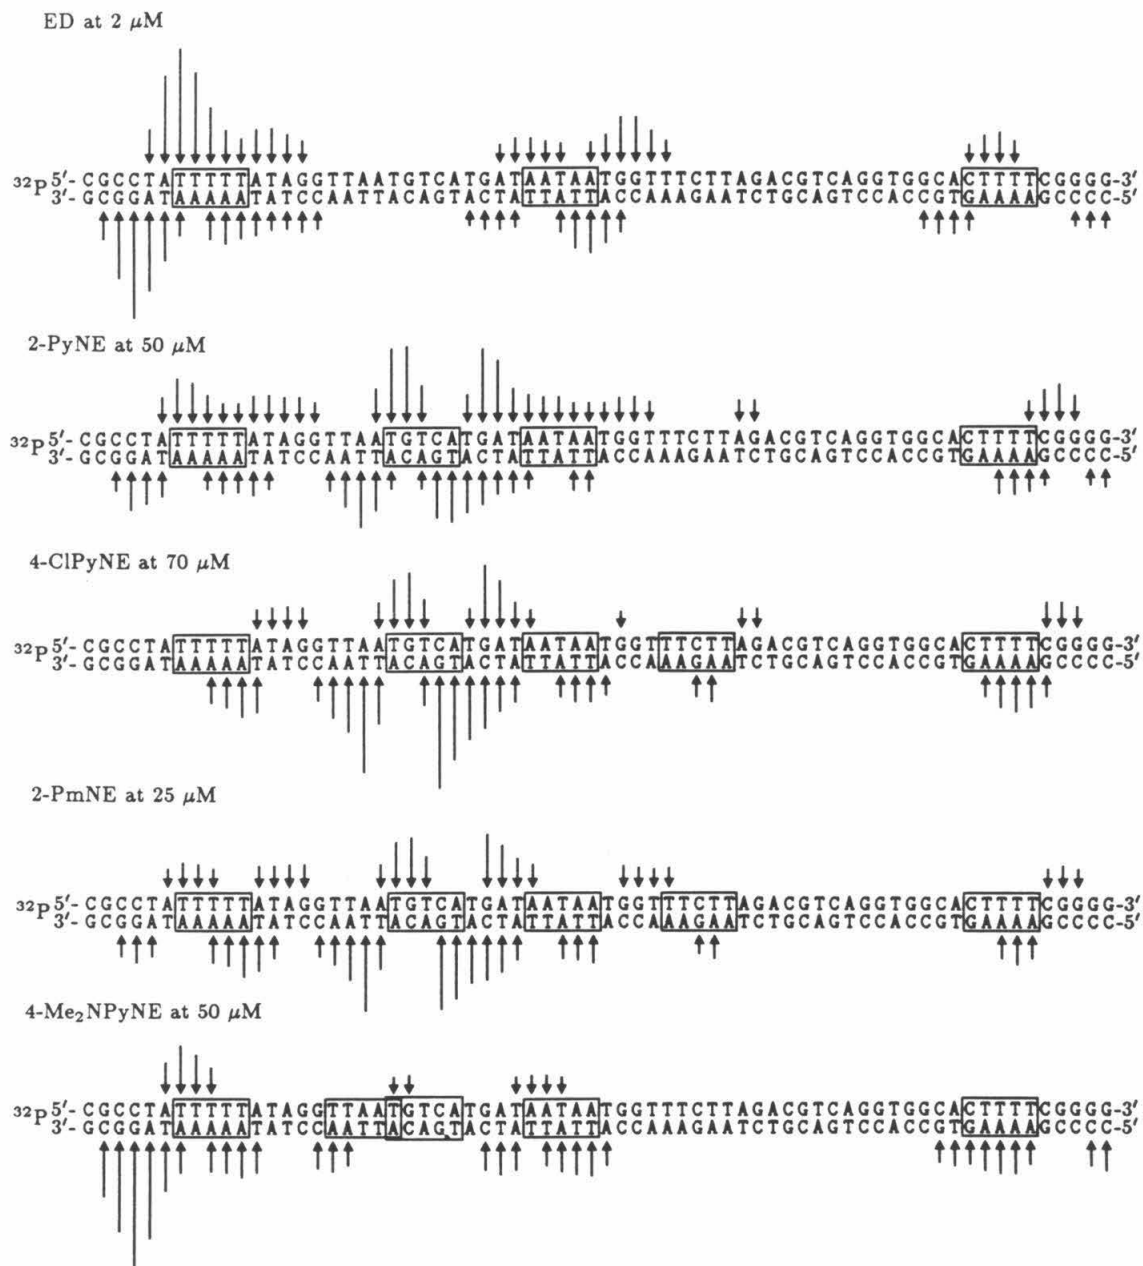 ED at 2 μM
³²P 5′- CGCCTATTTTTATAGGTTAATGTCATGATAATAATGGTTTCTTAGACGTCAGGTGGCACTTTTCGGGG-3′
3′- GCGGATAAAAATATCCAATTACAGTACTATTATTACCAAAGAATCTGCAGTCCACCGTGAAAAGCCCC-5′
2-PyNE at 50 μM
³²P 5′- CGCCTATTTTTATAGGTTAATGTCATGATAATAATGGTTTCTTAGACGTCAGGTGGCACTTTTCGGGG-3′
3′- GCGGATAAAAATATCCAATTACAGTACTATTATTACCAAAGAATCTGCAGTCCACCGTGAAAAGCCCC-5′
4-ClPyNE at 70 μM
³²P 5′- CGCCTATTTTTATAGGTTAATGTCATGATAATAATGGTTTCTTAGACGTCAGGTGGCACTTTTCGGGG-3′
3′- GCGGATAAAAATATCCAATTACAGTACTATTATTACCAAAGAATCTGCAGTCCACCGTGAAAAGCCCC-5′
2-PmNE at 25 μM
³²P 5′- CGCCTATTTTTATAGGTTAATGTCATGATAATAATGGTTTCTTAGACGTCAGGTGGCACTTTTCGGGG-3′
3′- GCGGATAAAAATATCCAATTACAGTACTATTATTACCAAAGAATCTGCAGTCCACCGTGAAAAGCCCC-5′
4-Me₂NPyNE at 50 μM
³²P 5′- CGCCTATTTTTATAGGTTAATGTCATGATAATAATGGTTTCTTAGACGTCAGGTGGCACTTTTCGGGG-3′
3′- GCGGATAAAAATATCCAATTACAGTACTATTATTACCAAAGAATCTGCAGTCCACCGTGAAAAGCCCC-5′